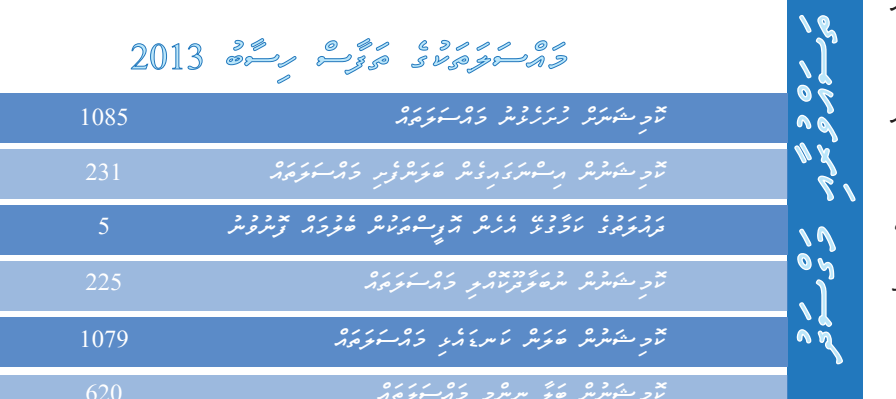 މައްސަލަތަކުގެ ތަފާސް ހިސާބު 2013
ކޮމިޝަނަށް ހުށަހެޅުނު މައްސަލަތައް 1085
ކޮމިޝަނުން އިސްނަގައިގެން ބަލަންފެށި މައްސަލަތައް 231
ދައުލަތުގެ ކަމާގުޅޭ އެހެން އޮފީސްތަކުން ބެލުމައް ފޮނުވުނު 5
ކޮމިޝަނުން ނުބަލާދޫކޮއްލި މައްސަލަތައް 225
ކޮމިޝަނުން ބަލަން ކަނޑައެޅި މައްސަލަތައް 1079
ކޮމިޝަނުން ބަލާ ނިންމި މައްސަލަތައް 620